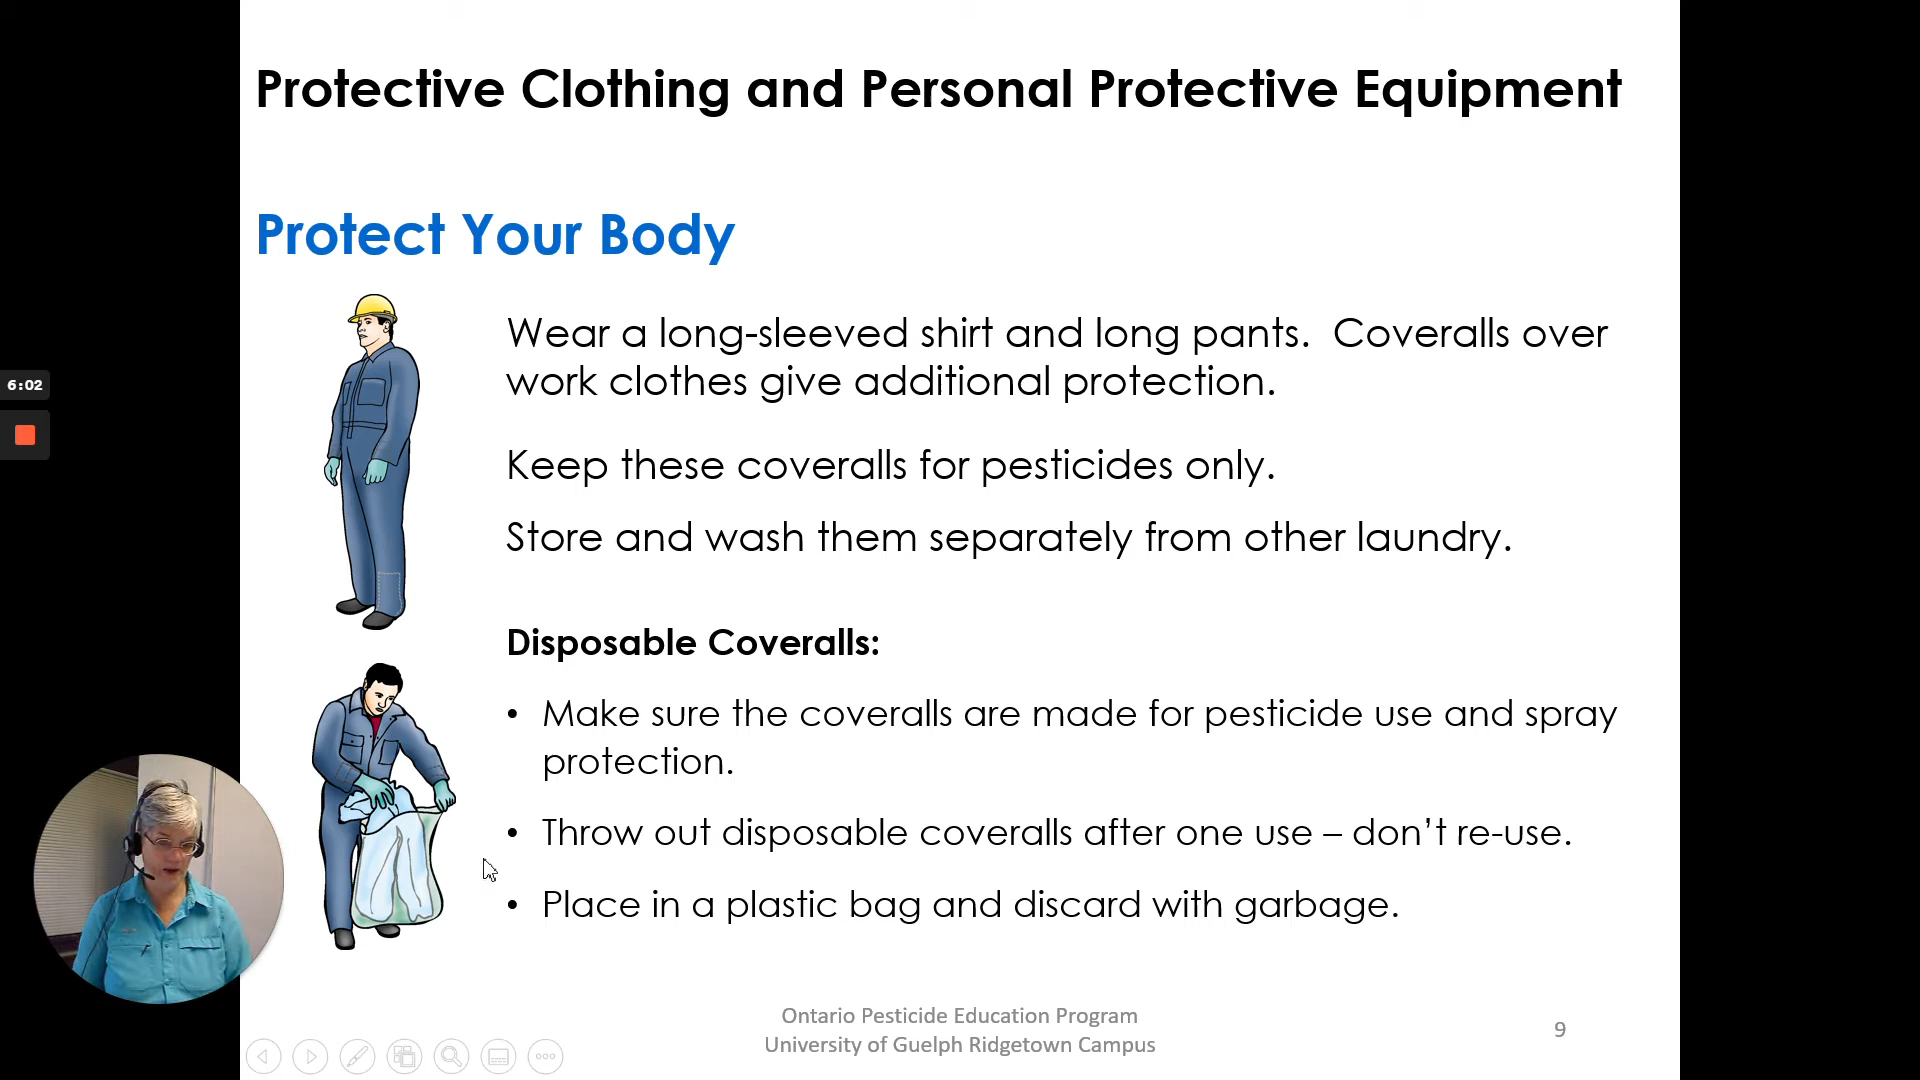 Protective Clothing and Personal Protective Equipment
Protect Your Body
Wear a long-sleeved shirt and long pants.  Coveralls over
work clothes give additional protection.
Keep these coveralls for pesticides only.
Store and wash them separately from other laundry.
6:02
Disposable Coveralls:
• Make sure the coveralls are made for pesticide use and spray
protection.
• Throw out disposable coveralls after one use – don’t re-use.
• Place in a plastic bag and discard with garbage.
Ontario Pesticide Education Program
University of Guelph Ridgetown Campus
9